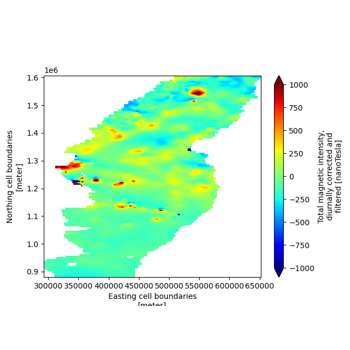 1e6
1.6
1.5
1.4
1.3
1.2
1.1
1.0
0.9
Northing cell boundaries
[meter]
300000 350000 400000 450000 500000 550000 600000 650000
Easting cell boundaries
[meter]
1000
750
500
250
0
−250
−500
−750
−1000
Total magnetic intensity,
diurnally corrected and
filtered [nanoTesla]